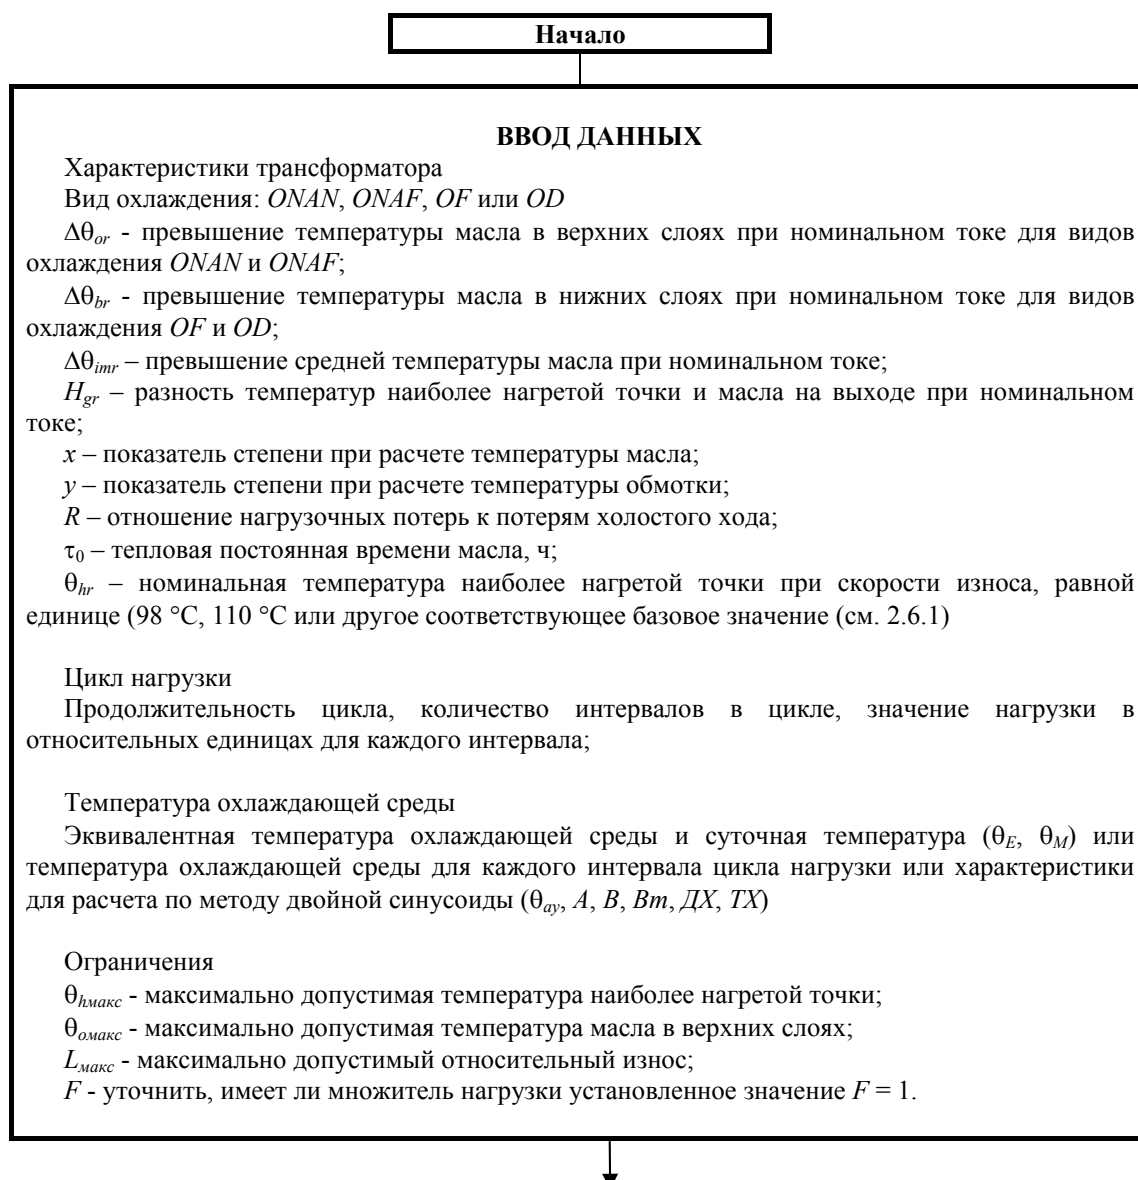 Начало
ВВОД ДАННЫХ
Характеристики трансформатора
Вид охлаждения: ONAN, ONAF, OF или OD
Δθor - превышение температуры масла в верхних слоях при номинальном токе для видов
охлаждения ONAN и ONAF;
Δθbr - превышение температуры масла в нижних слоях при номинальном токе для видов
охлаждения OF и OD;
Δθimr – превышение средней температуры масла при номинальном токе;
Hgr – разность температур наиболее нагретой точки и масла на выходе при номинальном
токе;
x – показатель степени при расчете температуры масла;
y – показатель степени при расчете температуры обмотки;
R – отношение нагрузочных потерь к потерям холостого хода;
τ0 – тепловая постоянная времени масла, ч;
θhr – номинальная температура наиболее нагретой точки при скорости износа, равной
единице (98 °С, 110 °С или другое соответствующее базовое значение (см. 2.6.1)
Цикл нагрузки
Продолжительность цикла, количество интервалов в цикле, значение нагрузки в
относительных единицах для каждого интервала;
Температура охлаждающей среды
Эквивалентная температура охлаждающей среды и суточная температура (θE, θM) или
температура охлаждающей среды для каждого интервала цикла нагрузки или характеристики
для расчета по методу двойной синусоиды (θay, A, B, Bm, ДХ, TX)
Ограничения
θhмакс - максимально допустимая температура наиболее нагретой точки;
θомакс - максимально допустимая температура масла в верхних слоях;
Lмакс - максимально допустимый относительный износ;
F - уточнить, имеет ли множитель нагрузки установленное значение F = 1.